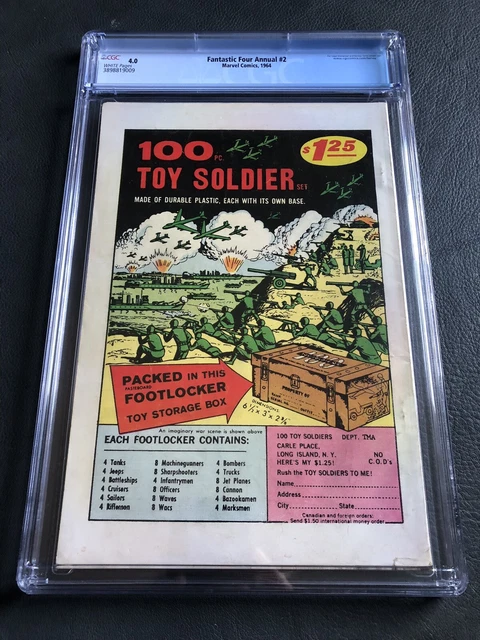 CGC 4.0 Fantastic Four Annual #2
WHITE Pages Marvel Comics, 1964
3898819009
100 PC. $1.25
TOY SOLDIER SET
MADE OF DURABLE PLASTIC, EACH WITH ITS OWN BASE.
PACKED IN THIS
FOOTLOCKER
TOY STORAGE BOX
DIMENSIONS:
PROPERTY OF
An imaginary war scene is shown above
EACH FOOTLOCKER CONTAINS:
4 Tanks 8 Machinegunners 4 Bombers
4 Jeeps 8 Sharpshooters 4 Trucks
4 Battleships 4 Infantrymen 8 Jet Planes
4 Cruisers 8 Officers 8 Cannon
4 Sailors 8 Waves 4 Bazookamen
4 Riflemen 8 Wacs 4 Marksmen
100 TOY SOLDIERS DEPT. TMA
CARLE PLACE,
LONG ISLAND, N. Y. NO
HERE'S MY $1.25! C.O.D's
Rush the TOY SOLDIERS TO ME!
Name
Address
City State
Canadian and foreign orders:
Send $1.50 international money order